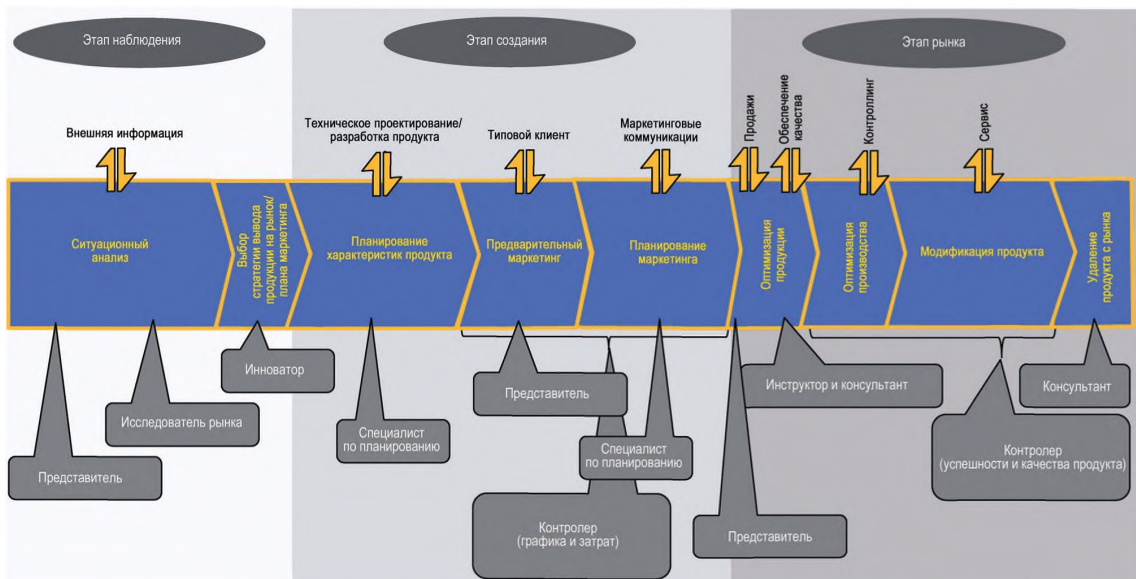 Этап наблюдения
Этап создания
Этап рынка
Внешняя информация
Техническое проектирование/
разработка продукта
Типовой клиент
Маркетинговые
коммуникации
Продажи
Обеспечение
качества
Контроллинг
Сервис
Ситуационный
анализ
Выбор
стратегии вывода
продукции на рынок/
плана маркетинга
Планирование
характеристик продукта
Предварительный
маркетинг
Планирование
маркетинга
Оптимизация
продукции
Оптимизация
производства
Модификация продукта
Удаление
продукта с рынка
Инноватор
Представитель
Инструктор и консультант
Консультант
Исследователь рынка
Специалист
по планированию
Специалист
по планированию
Контролер
(успешности и качества продукта)
Представитель
Контролер
(графика и затрат)
Представитель